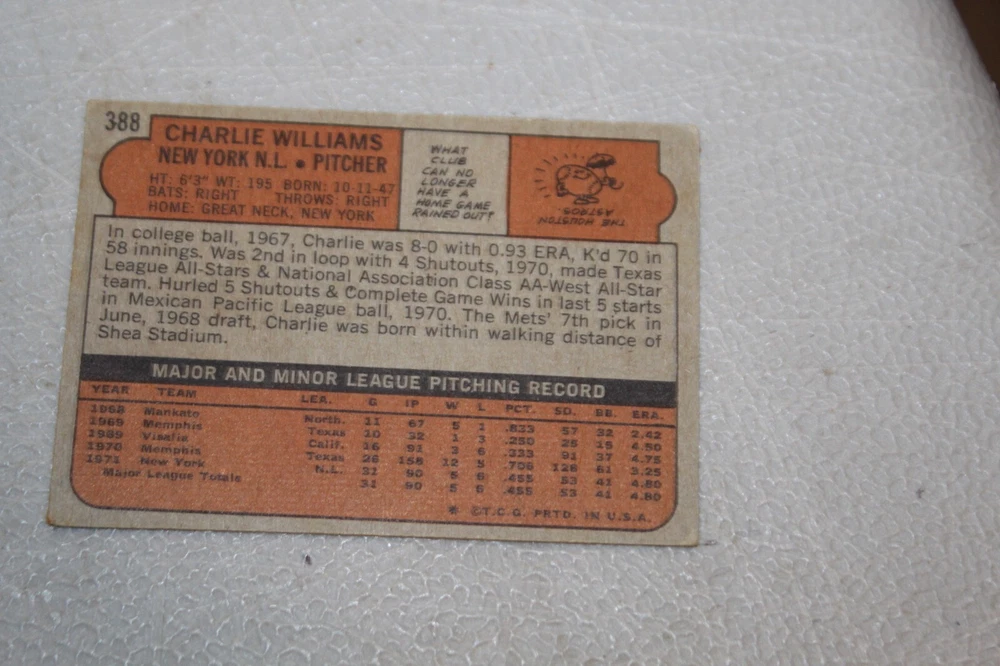 388
CHARLIE WILLIAMS
NEW YORK N.L. • PITCHER
HT: 6'3" WT: 195 BORN: 10-11-47
BATS: RIGHT THROWS: RIGHT
HOME: GREAT NECK, NEW YORK
WHAT
CLUB
CAN NO
LONGER
HAVE A
HOME GAME
RAINED OUT?
THE HOUSTON
ASTROS
In college ball, 1967, Charlie was 8-0 with 0.93 ERA, K'd 70 in
58 innings. Was 2nd in loop with 4 Shutouts, 1970, made Texas
League All-Stars & National Association Class AA-West All-Star
team. Hurled 5 Shutouts & Complete Game Wins in last 5 starts
in Mexican Pacific League ball, 1970. The Mets' 7th pick in
June, 1968 draft, Charlie was born within walking distance of
Shea Stadium.
MAJOR AND MINOR LEAGUE PITCHING RECORD
YEAR TEAM LEA. G IP W L PCT. SO. BB. ERA.
1968 Mankato North. 11 67 5 1 .833 57 32 2.42
1969 Memphis Texas 10 32 1 3 .250 26 15 4.50
1969 Visalia Calif. 16 91 3 6 .333 91 37 4.75
1970 Memphis Texas 26 158 12 5 .706 128 61 3.25
1971 New York N.L. 31 90 5 6 .455 53 41 4.80
Major League Totals 31 90 5 6 .455 53 41 4.80
* ©T.C.G. PRTD. IN U.S.A.